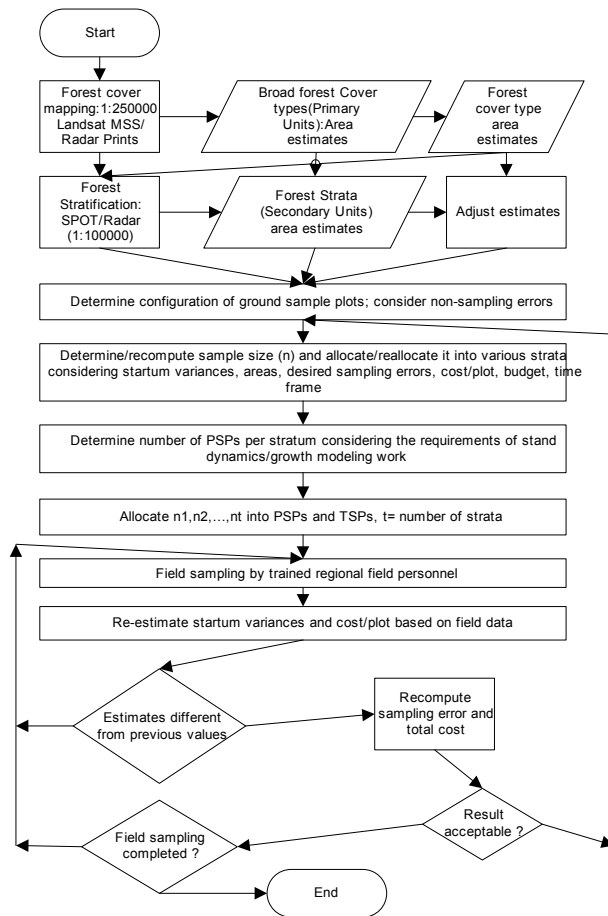 Start
Forest cover
mapping:1:250000
Landsat MSS/
Radar Prints
Broad forest Cover
types(Primary
Units):Area
estimates
Forest
cover type
area
estimates
Forest
Stratification:
SPOT/Radar
(1:100000)
Forest Strata
(Secondary Units)
area estimates
Adjust estimates
Determine configuration of ground sample plots; consider non-sampling errors
Determine/recompute sample size (n) and allocate/reallocate it into various strata
considering startum variances, areas, desired sampling errors, cost/plot, budget, time
frame
Determine number of PSPs per stratum considering the requirements of stand
dynamics/growth modeling work
Allocate n1,n2,...,nt into PSPs and TSPs, t= number of strata
Field sampling by trained regional field personnel
Re-estimate startum variances and cost/plot based on field data
Estimates different
from previous values
Recompute
sampling error and
total cost
Result
acceptable ?
Field sampling
completed ?
End